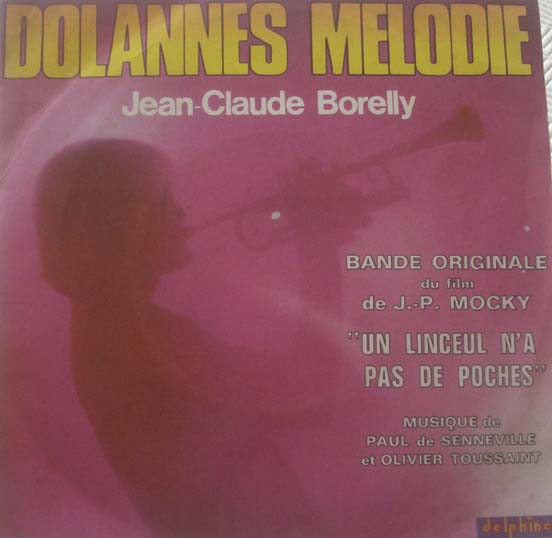 DOLANNES MELODIE
Jean-Claude Borelly
BANDE ORIGINALE
du film
de J.-P. MOCKY
"UN LINCEUL N'A
PAS DE POCHES"
MUSIQUE de
PAUL de SENNEVILLE
et OLIVIER TOUSSAINT
delphine